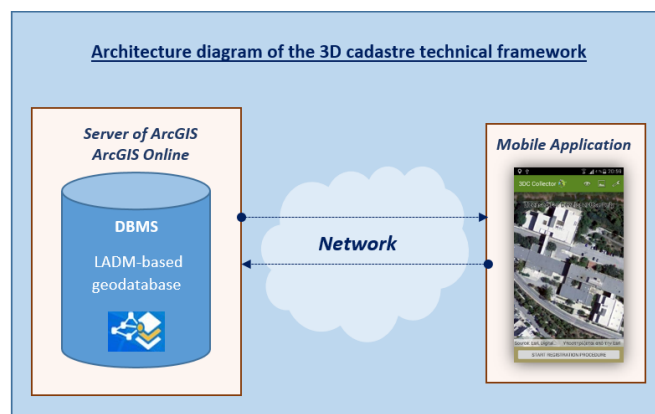 Architecture diagram of the 3D cadastre technical framework
Server of ArcGIS
ArcGIS Online
DBMS
LADM-based
geodatabase
Network
Mobile Application
3DC Collector
START REGISTRATION PROCEDURE